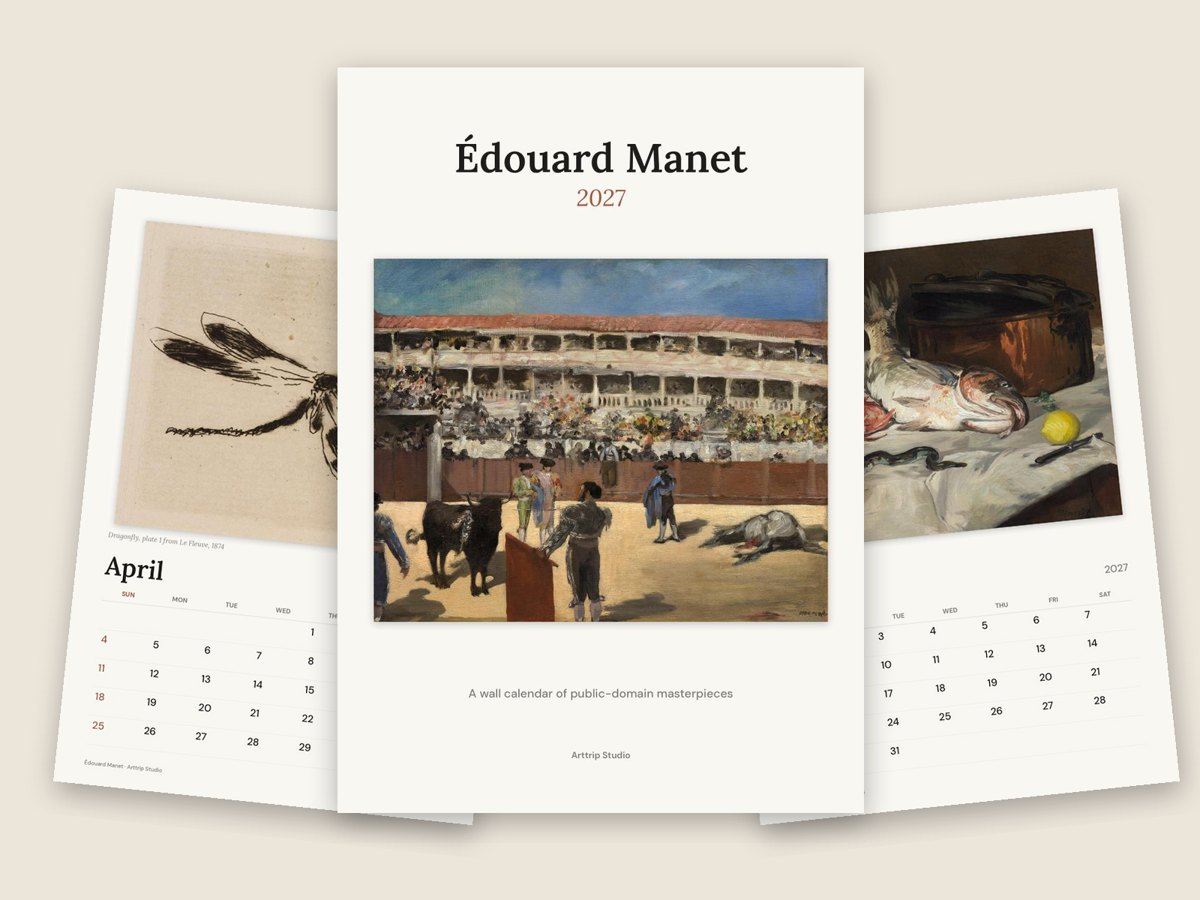 Édouard Manet
2027
A wall calendar of public-domain masterpieces
Arttrip Studio
Dragonfly, plate 1 from Le Fleuve, 1874
April
SUN MON TUE WED
1
4 5 6 7 8
11 12 13 14 15
18 19 20 21 22
25 26 27 28 29
Édouard Manet · Arttrip Studio
2027
TUE WED THU FRI SAT
3 4 5 6 7
10 11 12 13 14
17 18 19 20 21
24 25 26 27 28
31